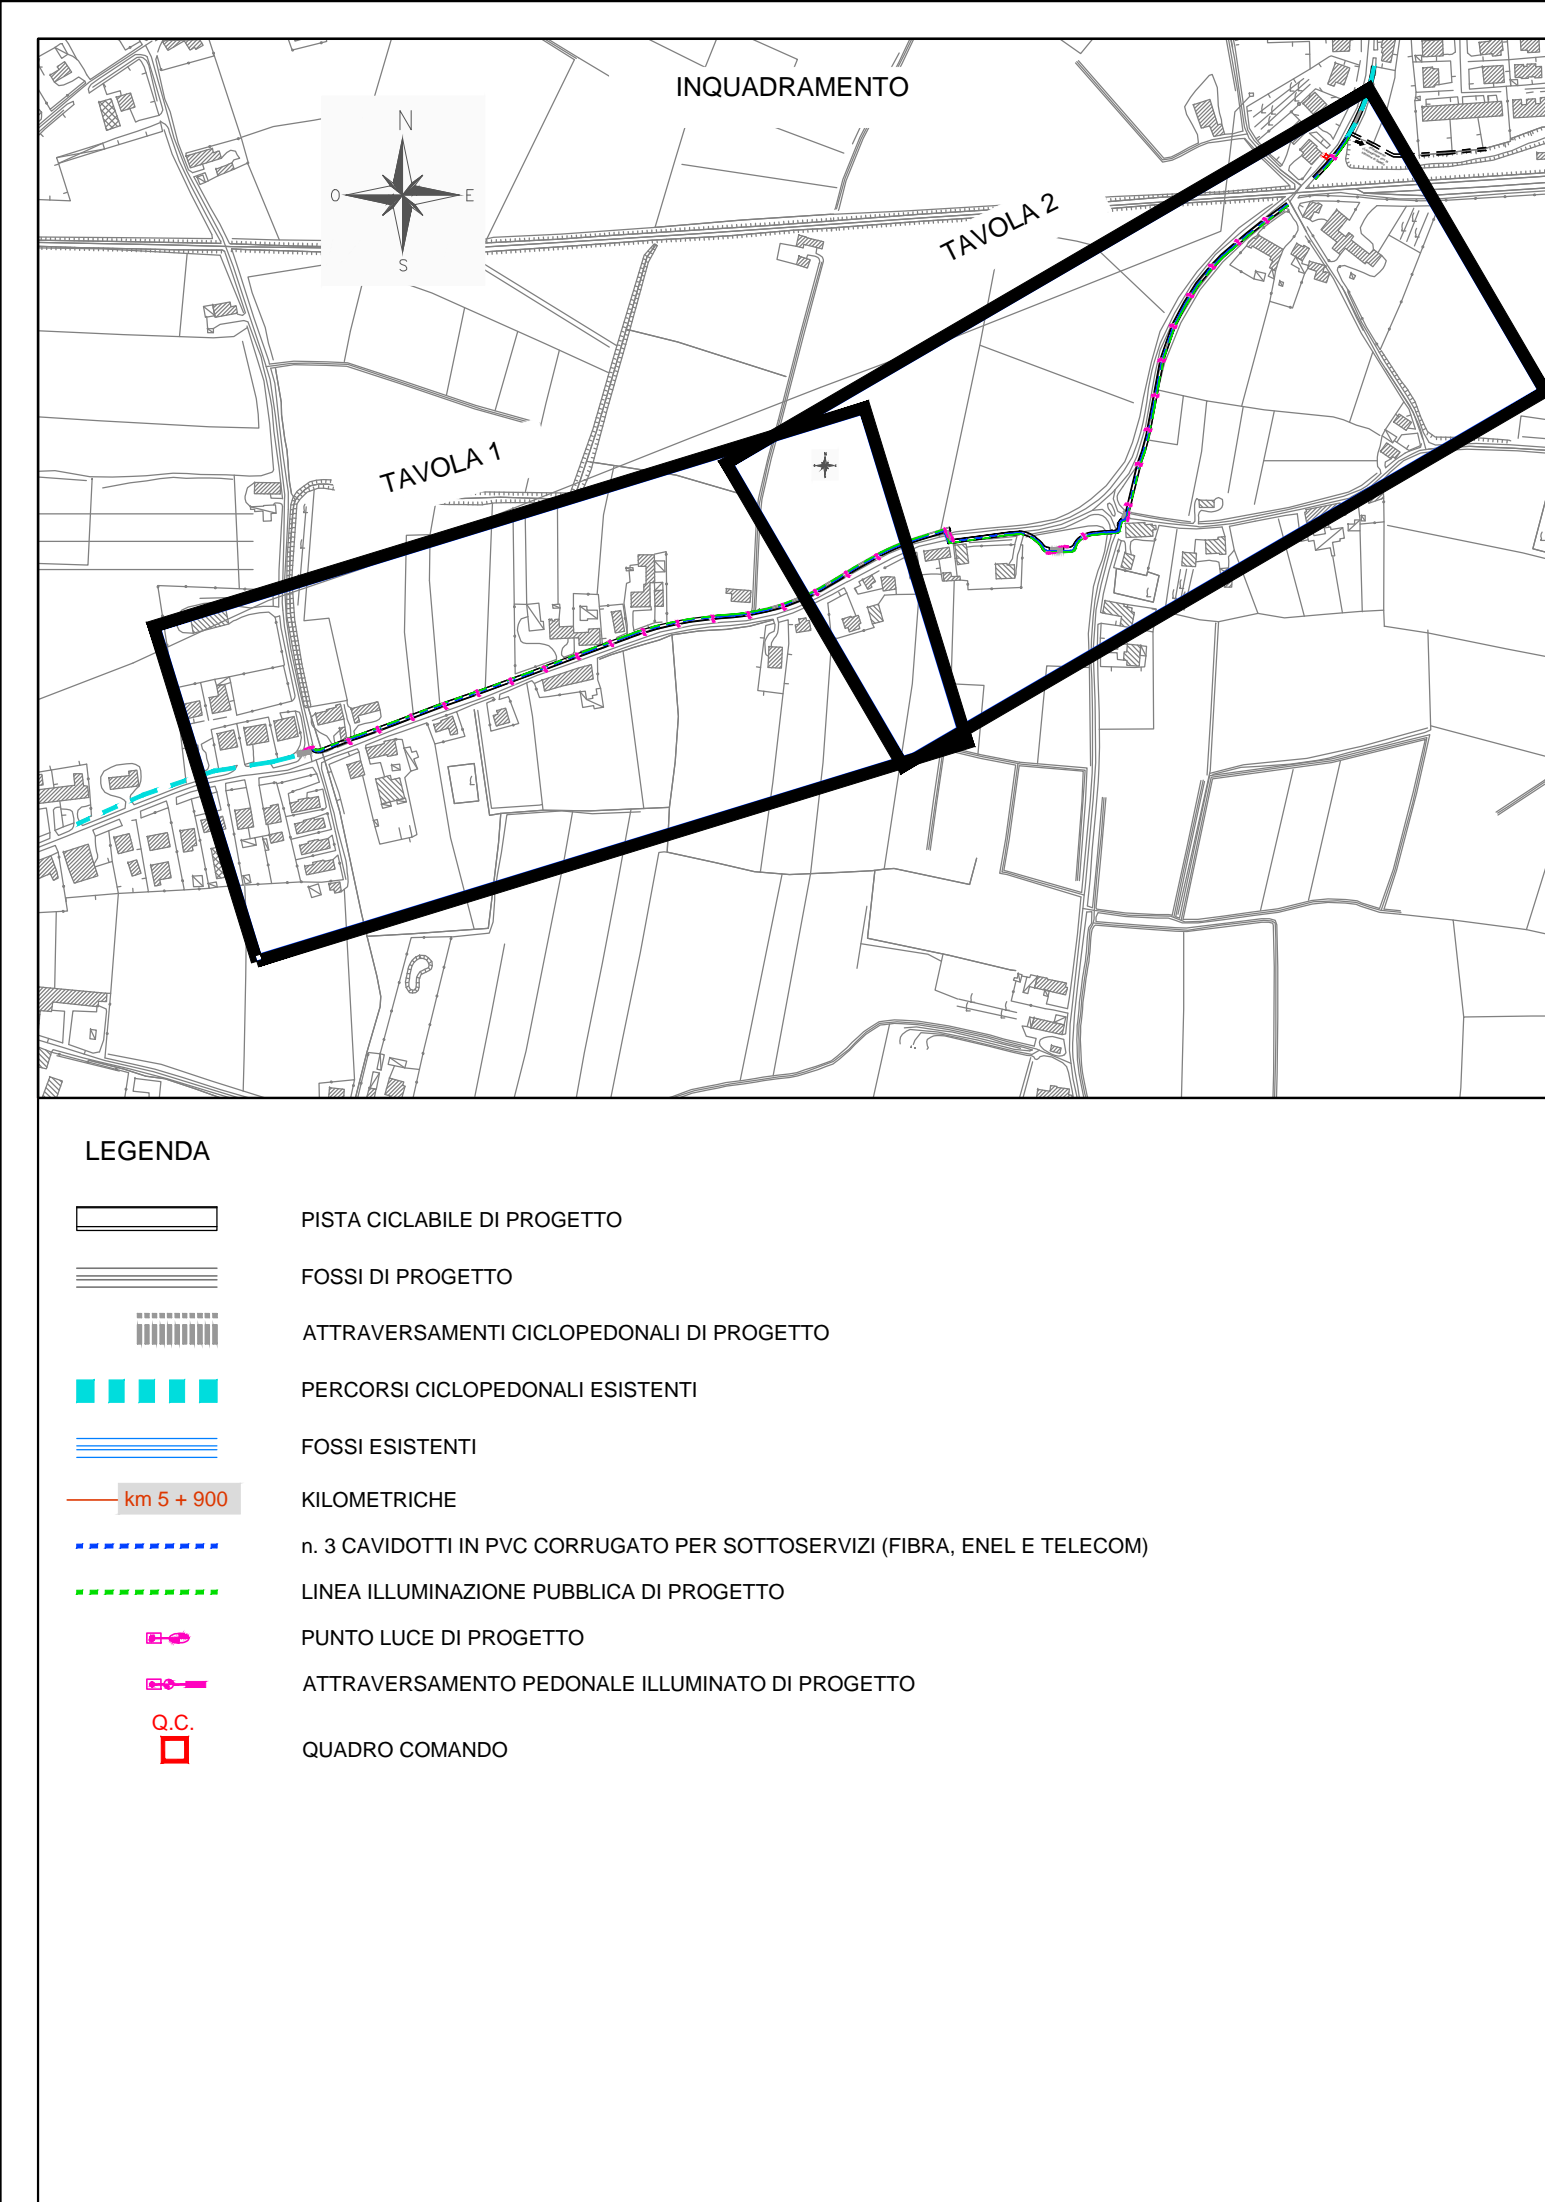 INQUADRAMENTO
N
O
E
S
TAVOLA 2
TAVOLA 1
LEGENDA
PISTA CICLABILE DI PROGETTO
FOSSI DI PROGETTO
ATTRAVERSAMENTI CICLOPEDONALI DI PROGETTO
PERCORSI CICLOPEDONALI ESISTENTI
FOSSI ESISTENTI
km 5 + 900 KILOMETRICHE
n. 3 CAVIDOTTI IN PVC CORRUGATO PER SOTTOSERVIZI (FIBRA, ENEL E TELECOM)
LINEA ILLUMINAZIONE PUBBLICA DI PROGETTO
PUNTO LUCE DI PROGETTO
ATTRAVERSAMENTO PEDONALE ILLUMINATO DI PROGETTO
Q.C.
QUADRO COMANDO